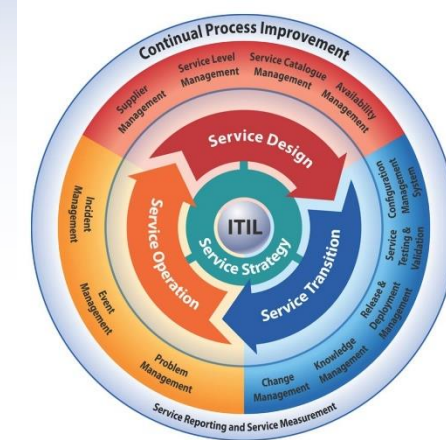 Continual Process Improvement
Supplier
Management
Service Level
Management
Service Catalogue
Management
Availability
Management
Service Design
Configuration
Management
System
Service
Testing &
Validation
Release &
Deployment
Management
Knowledge
Management
Change
Management
Service Transition
Problem
Management
Event
Management
Incident
Management
Service Operation
Service Strategy
ITIL
Service Reporting and Service Measurement